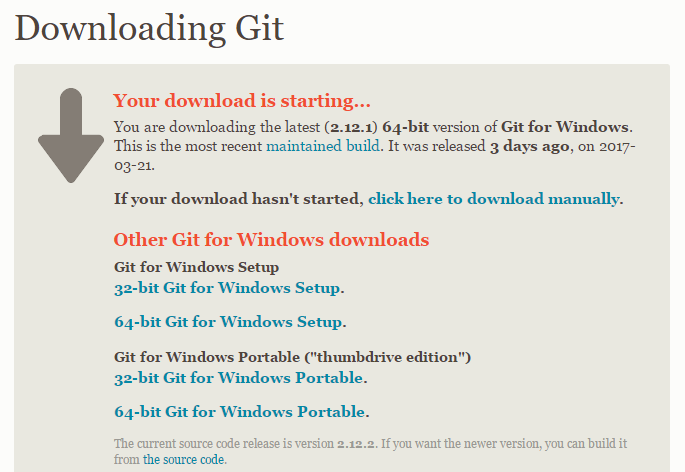 Downloading Git
Your download is starting...
You are downloading the latest (2.12.1) 64-bit version of Git for Windows.
This is the most recent maintained build. It was released 3 days ago, on 2017-
03-21.
If your download hasn't started, click here to download manually.
Other Git for Windows downloads
Git for Windows Setup
32-bit Git for Windows Setup.
64-bit Git for Windows Setup.
Git for Windows Portable ("thumbdrive edition")
32-bit Git for Windows Portable.
64-bit Git for Windows Portable.
The current source code release is version 2.12.2. If you want the newer version, you can build it
from the source code.